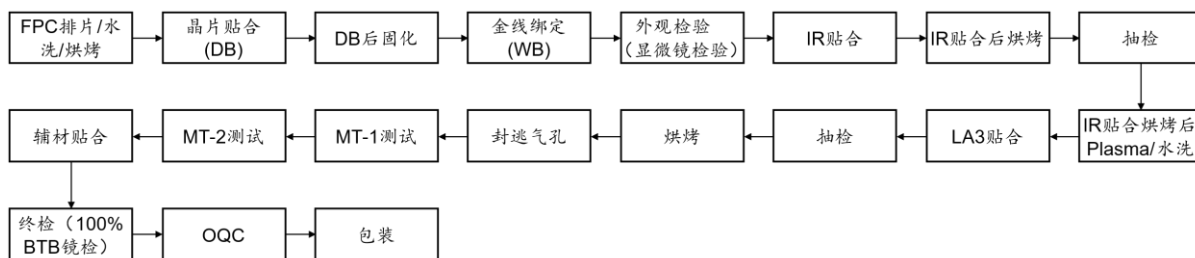 FPC排片/水
洗/烘烤
晶片贴合
(DB)
DB后固化
金线绑定
(WB)
外观检验
（显微镜检验）
IR贴合
IR贴合后烘烤
抽检
辅材贴合
MT-2测试
MT-1测试
封逃气孔
烘烤
抽检
LA3贴合
IR贴合烘烤后
Plasma/水洗
终检（100%
BTB镜检）
OQC
包装